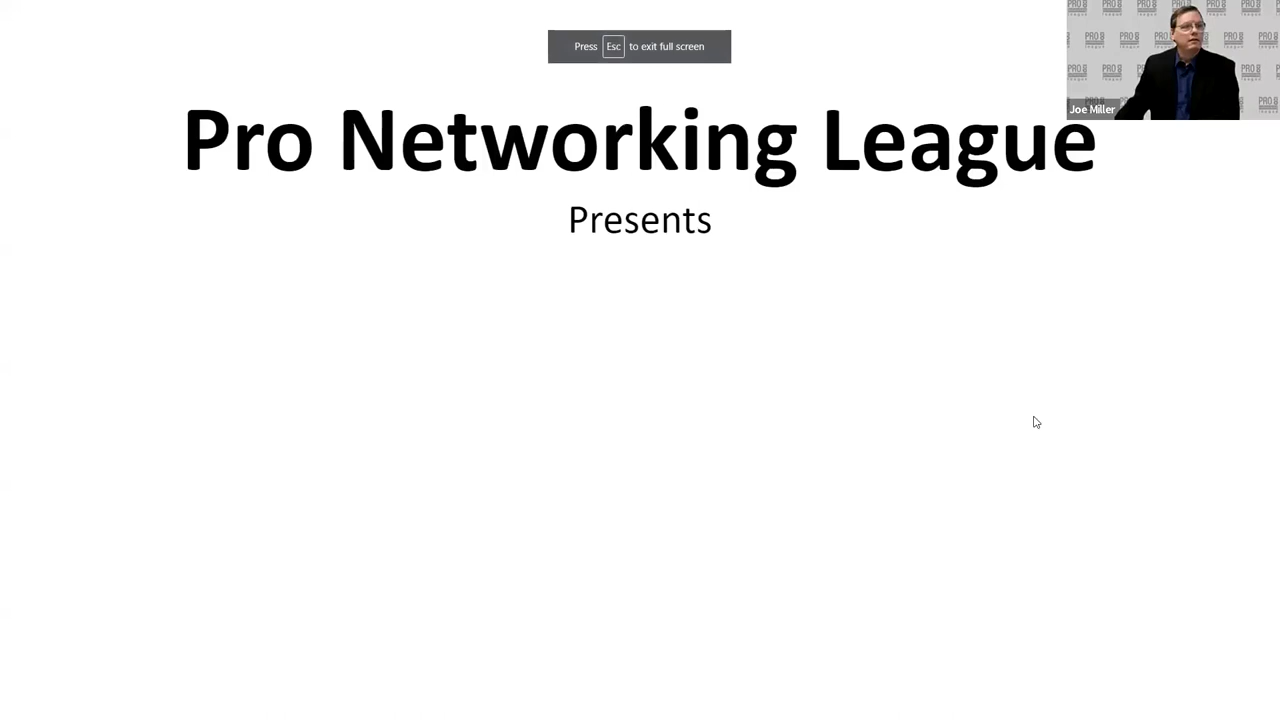 Press Esc to exit full screen
Joe Miller
Pro Networking League
Presents